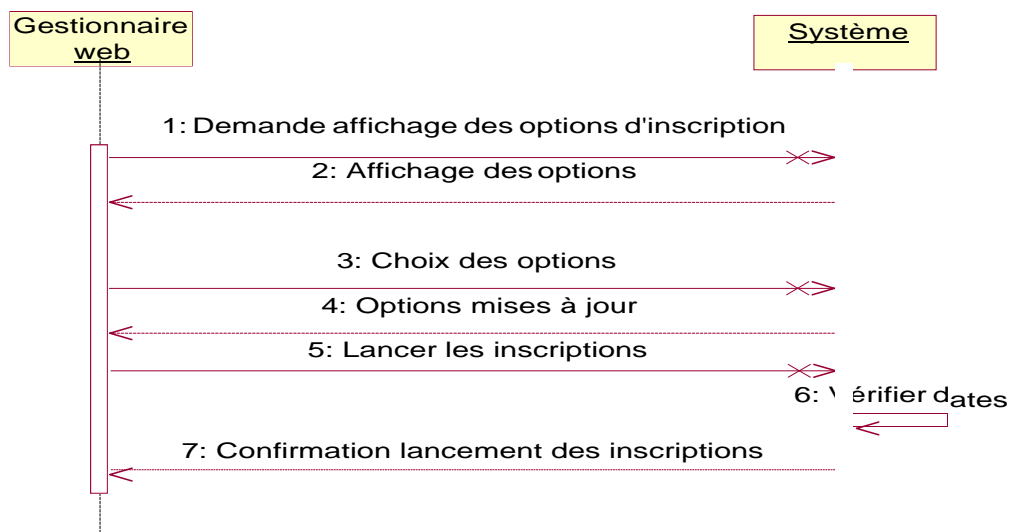 Gestionnaire
web
Système
1: Demande affichage des options d'inscription
2: Affichage des options
3: Choix des options
4: Options mises à jour
5: Lancer les inscriptions
6: Vérifier dates
7: Confirmation lancement des inscriptions